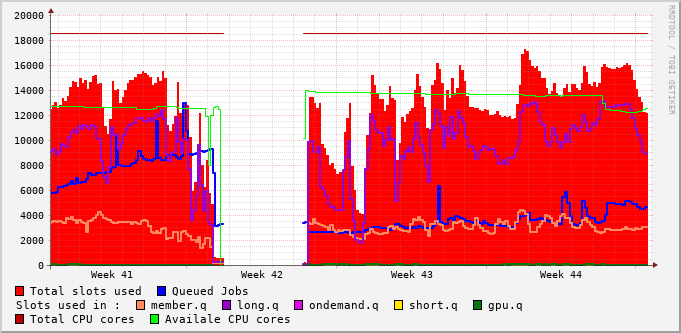 RRDTOOL / TOBI OETIKER
20000
18000
16000
14000
12000
10000
8000
6000
4000
2000
0
Week 41 Week 42 Week 43 Week 44
Total slots used Queued Jobs
Slots used in : member.q long.q ondemand.q short.q gpu.q
Total CPU cores Availale CPU cores